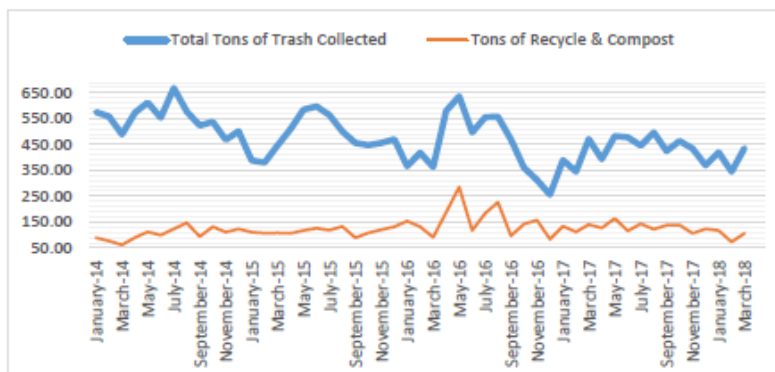 Total Tons of Trash Collected Tons of Recycle & Compost
650.00
550.00
450.00
350.00
250.00
150.00
50.00
January-14
March-14
May-14
July-14
September-14
November-14
January-15
March-15
May-15
July-15
September-15
November-15
January-16
March-16
May-16
July-16
September-16
November-16
January-17
March-17
May-17
July-17
September-17
November-17
January-18
March-18